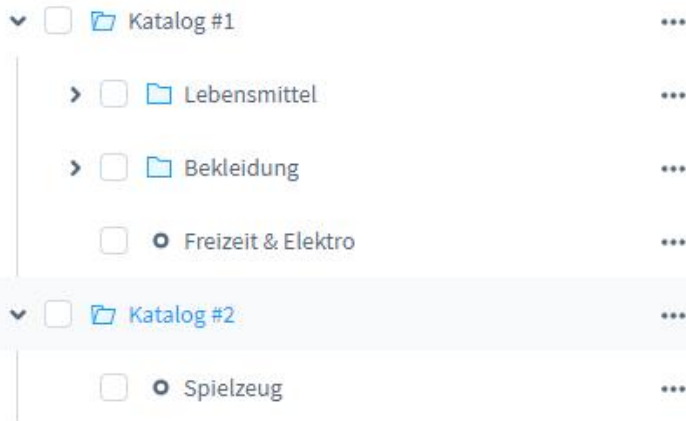 Katalog #1
Lebensmittel
Bekleidung
Freizeit & Elektro
Katalog #2
Spielzeug